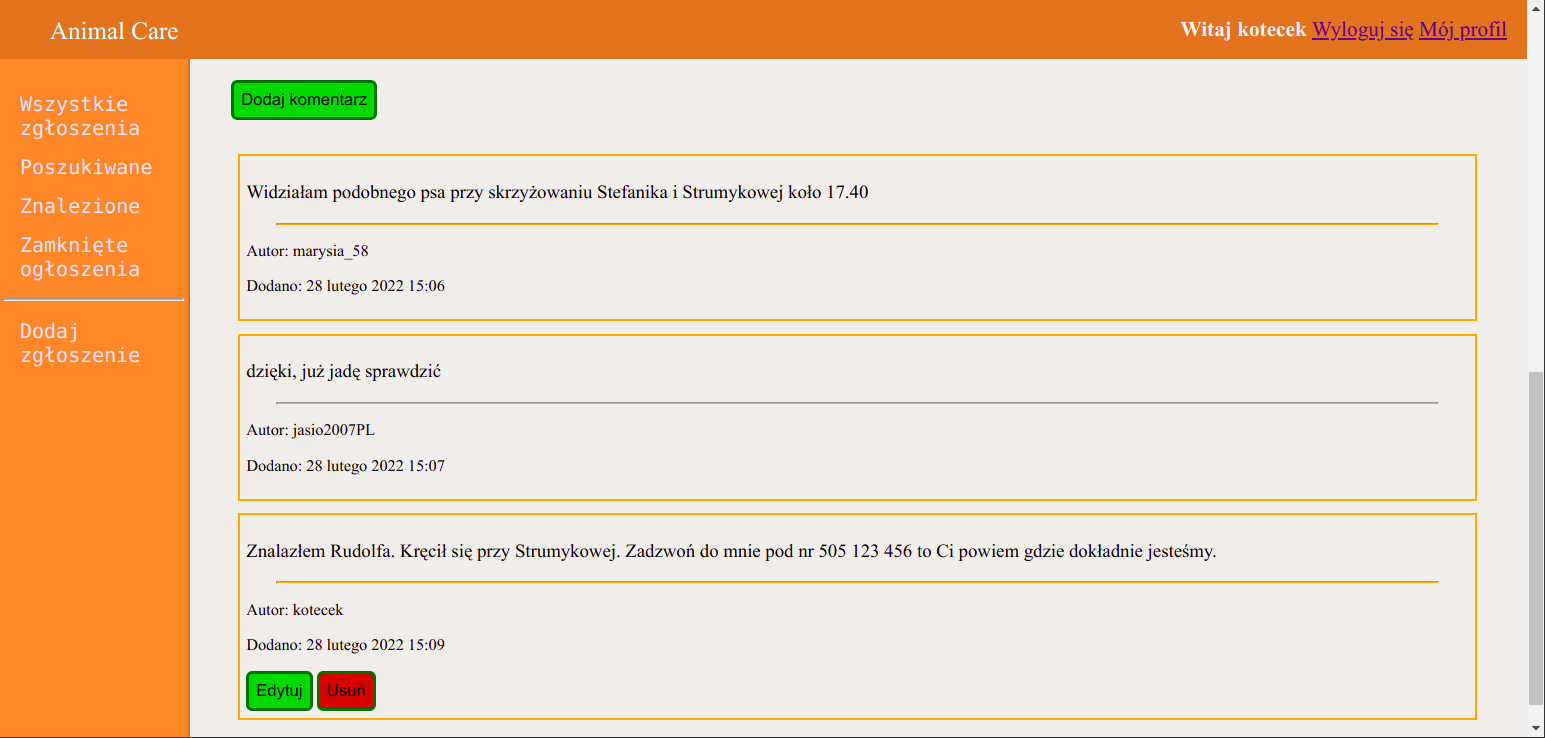 Animal Care
Witaj kotecek Wyloguj się Mój profil
Wszystkie
zgłoszenia
Poszukiwane
Znalezione
Zamknięte
ogłoszenia
Dodaj
zgłoszenie
Dodaj komentarz
Widziałam podobnego psa przy skrzyżowaniu Stefanika i Strumykowej koło 17.40
Autor: marysia_58
Dodano: 28 lutego 2022 15:06
dzięki, już jadę sprawdzić
Autor: jasio2007PL
Dodano: 28 lutego 2022 15:07
Znalazłem Rudolfa. Kręcił się przy Strumykowej. Zadzwoń do mnie pod nr 505 123 456 to Ci powiem gdzie dokładnie jesteśmy.
Autor: kotecek
Dodano: 28 lutego 2022 15:09
Edytuj Usuń